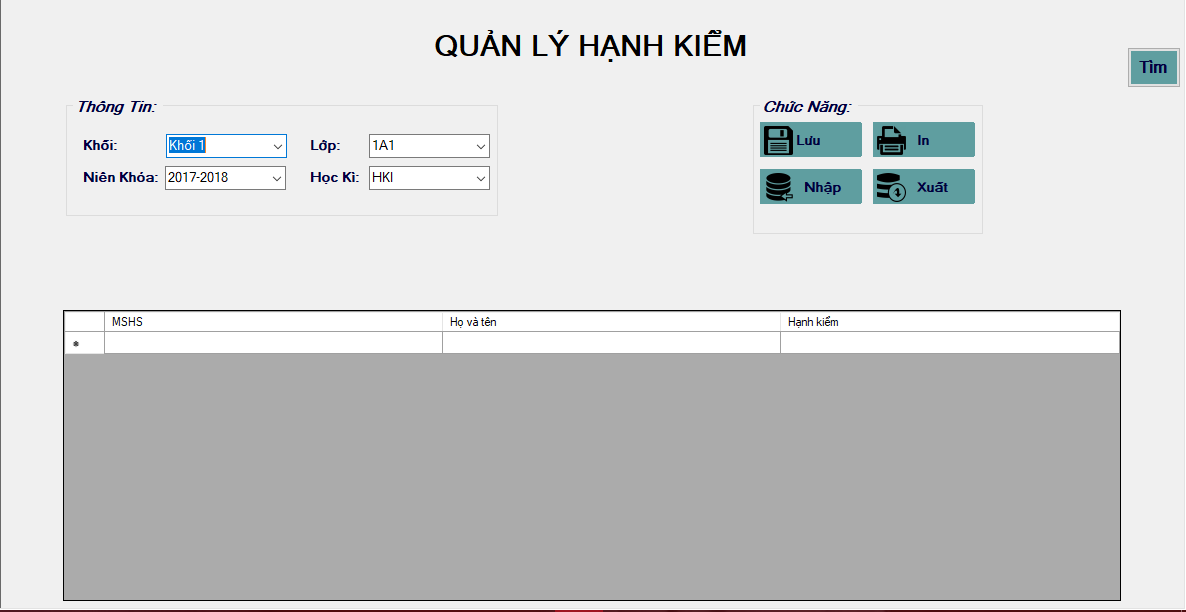 QUẢN LÝ HẠNH KIỄM
Tìm
Thông Tin:
Khối: Khối 1 Lớp: 1A1
Niên Khóa: 2017-2018 Học Kì: HKI
Chức Năng:
Lưu In
Nhập Xuất
MSHS Họ và tên Hạnh kiểm